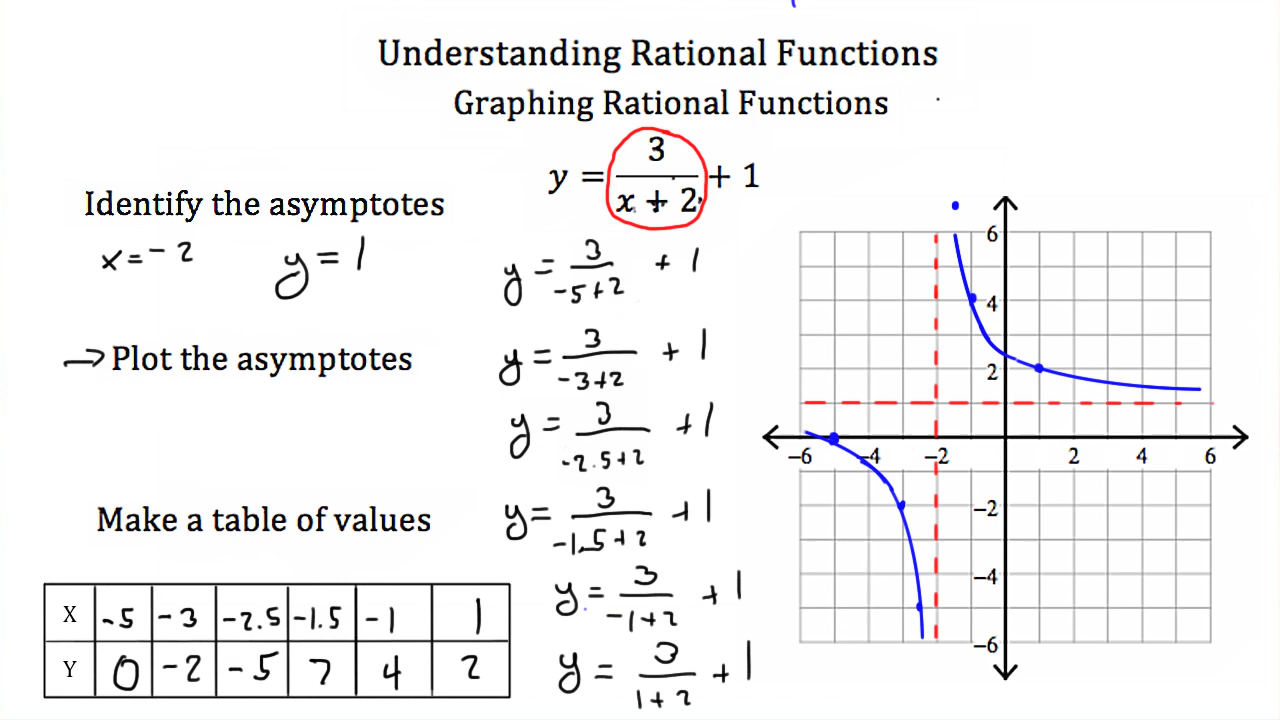 Understanding Rational Functions
Graphing Rational Functions
y = 3/(x + 2) + 1
Identify the asymptotes
x = -2    y = 1
y = 3/(-5+2) + 1
→ Plot the asymptotes
y = 3/(-3+2) + 1
y = 3/(-2.5+2) + 1
Make a table of values
y = 3/(-1.5+2) + 1
y = 3/(-1+2) + 1
y = 3/(1+2) + 1
X -5 -3 -2.5 -1.5 -1 1
Y 0 -2 -5 7 4 2
6
4
2
−6 −4 −2 2 4 6
−2
−4
−6